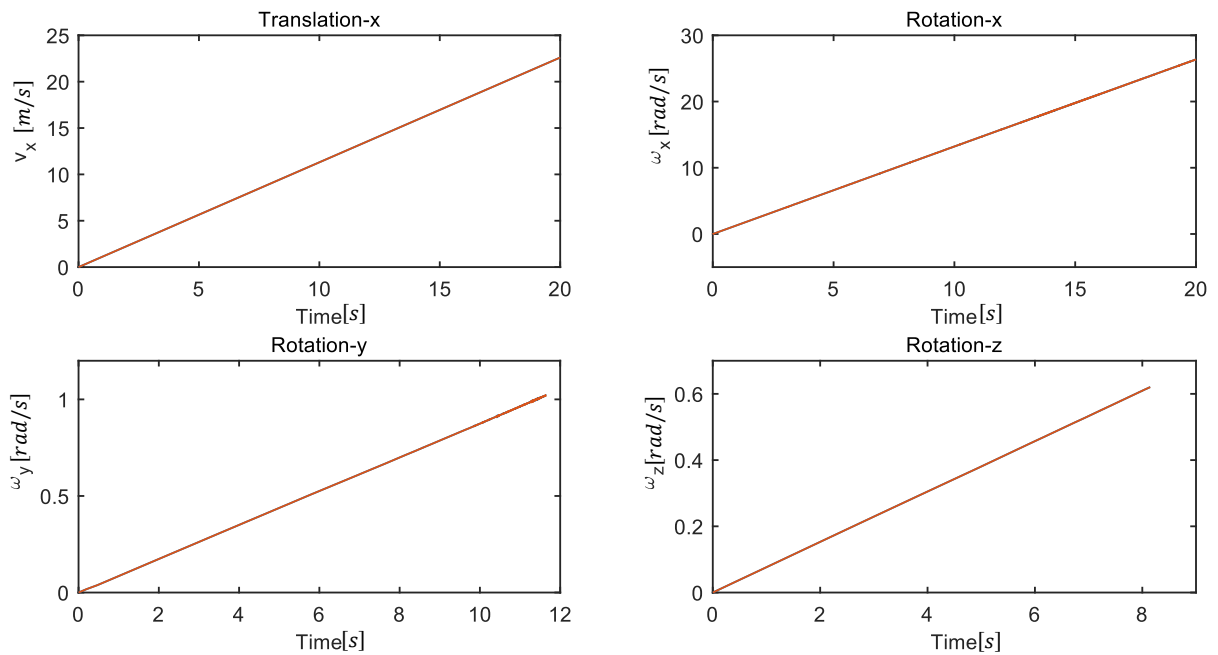 Translation-x
25
20
15
10
5
0
v_x [m/s]
0 5 10 15 20
Time[s]
Rotation-x
30
20
10
0
ω_x [rad/s]
0 5 10 15 20
Time[s]
Rotation-y
1
0.5
0
ω_y [rad/s]
0 2 4 6 8 10 12
Time[s]
Rotation-z
0.6
0.4
0.2
0
ω_z[rad/s]
0 2 4 6 8
Time[s]